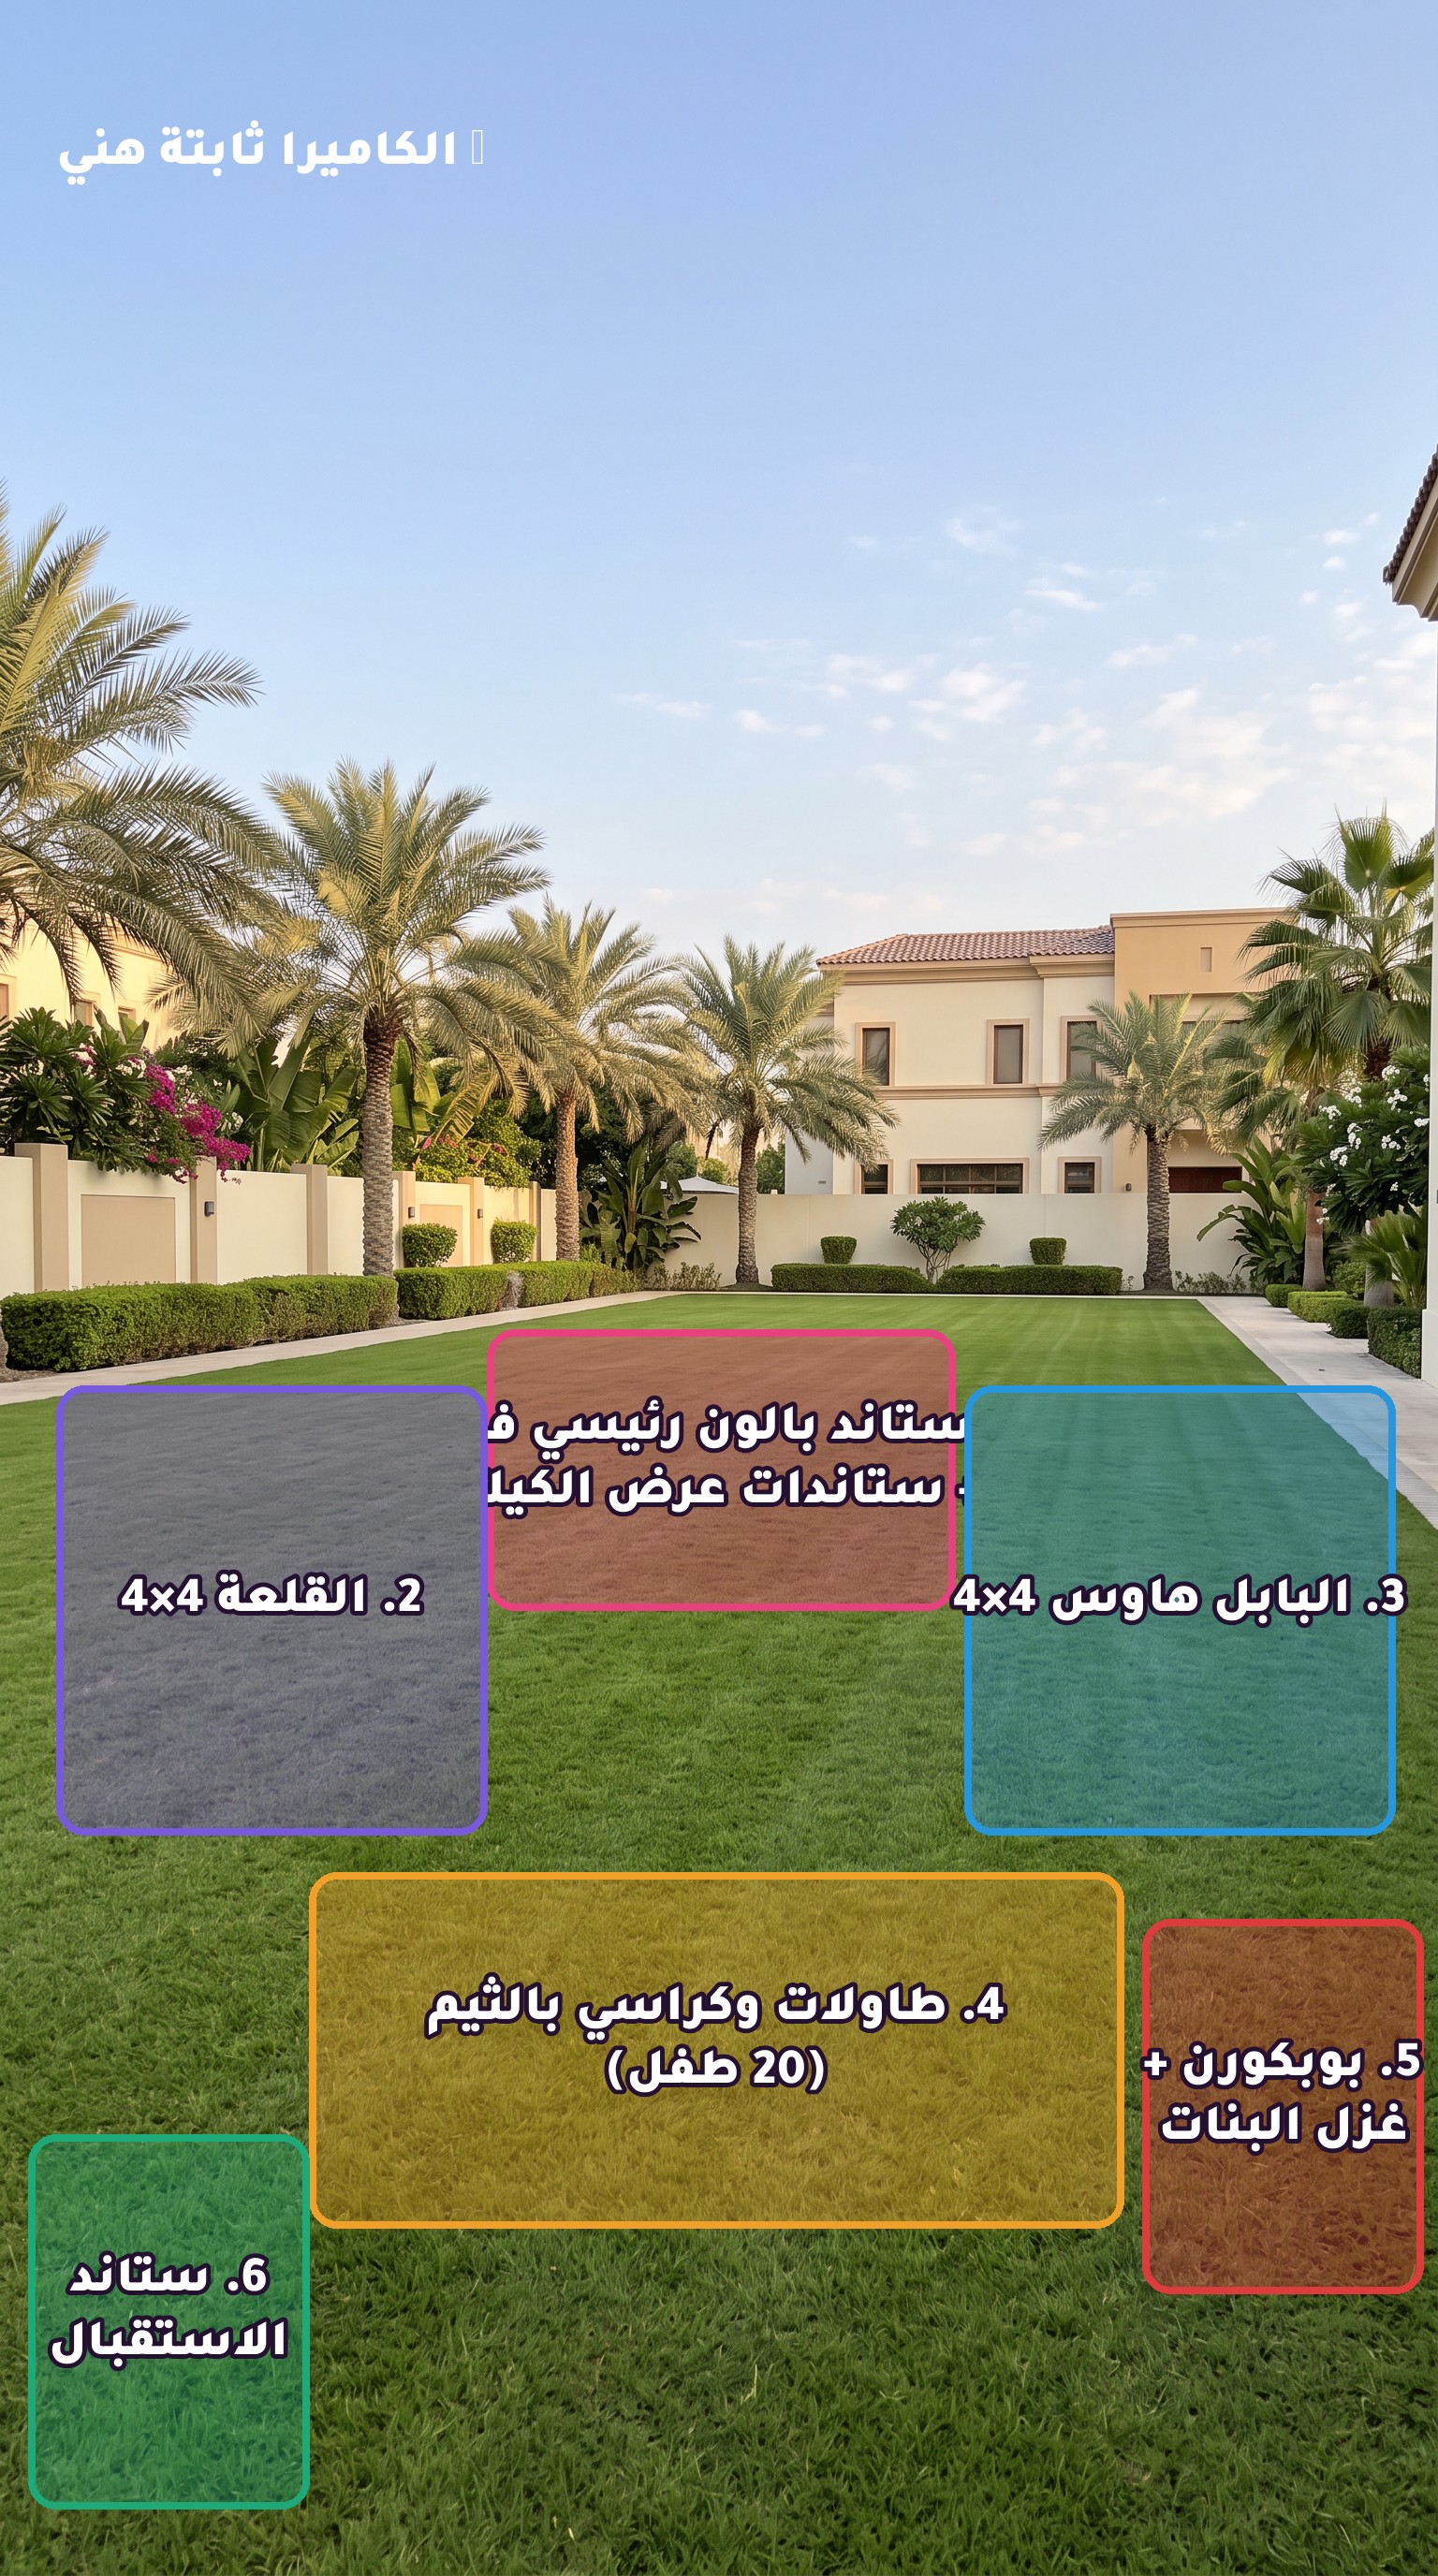 الكاميرا ثابتة هني
ستاند بالون رئيسي
+ ستاندات عرض
2. القلعة 4×4
3. البابل هاوس 4×4
4. طاولات وكراسي بالثيم
(20 طفل)
5. بوبكورن +
غزل البنات
6. ستاند
الاستقبال